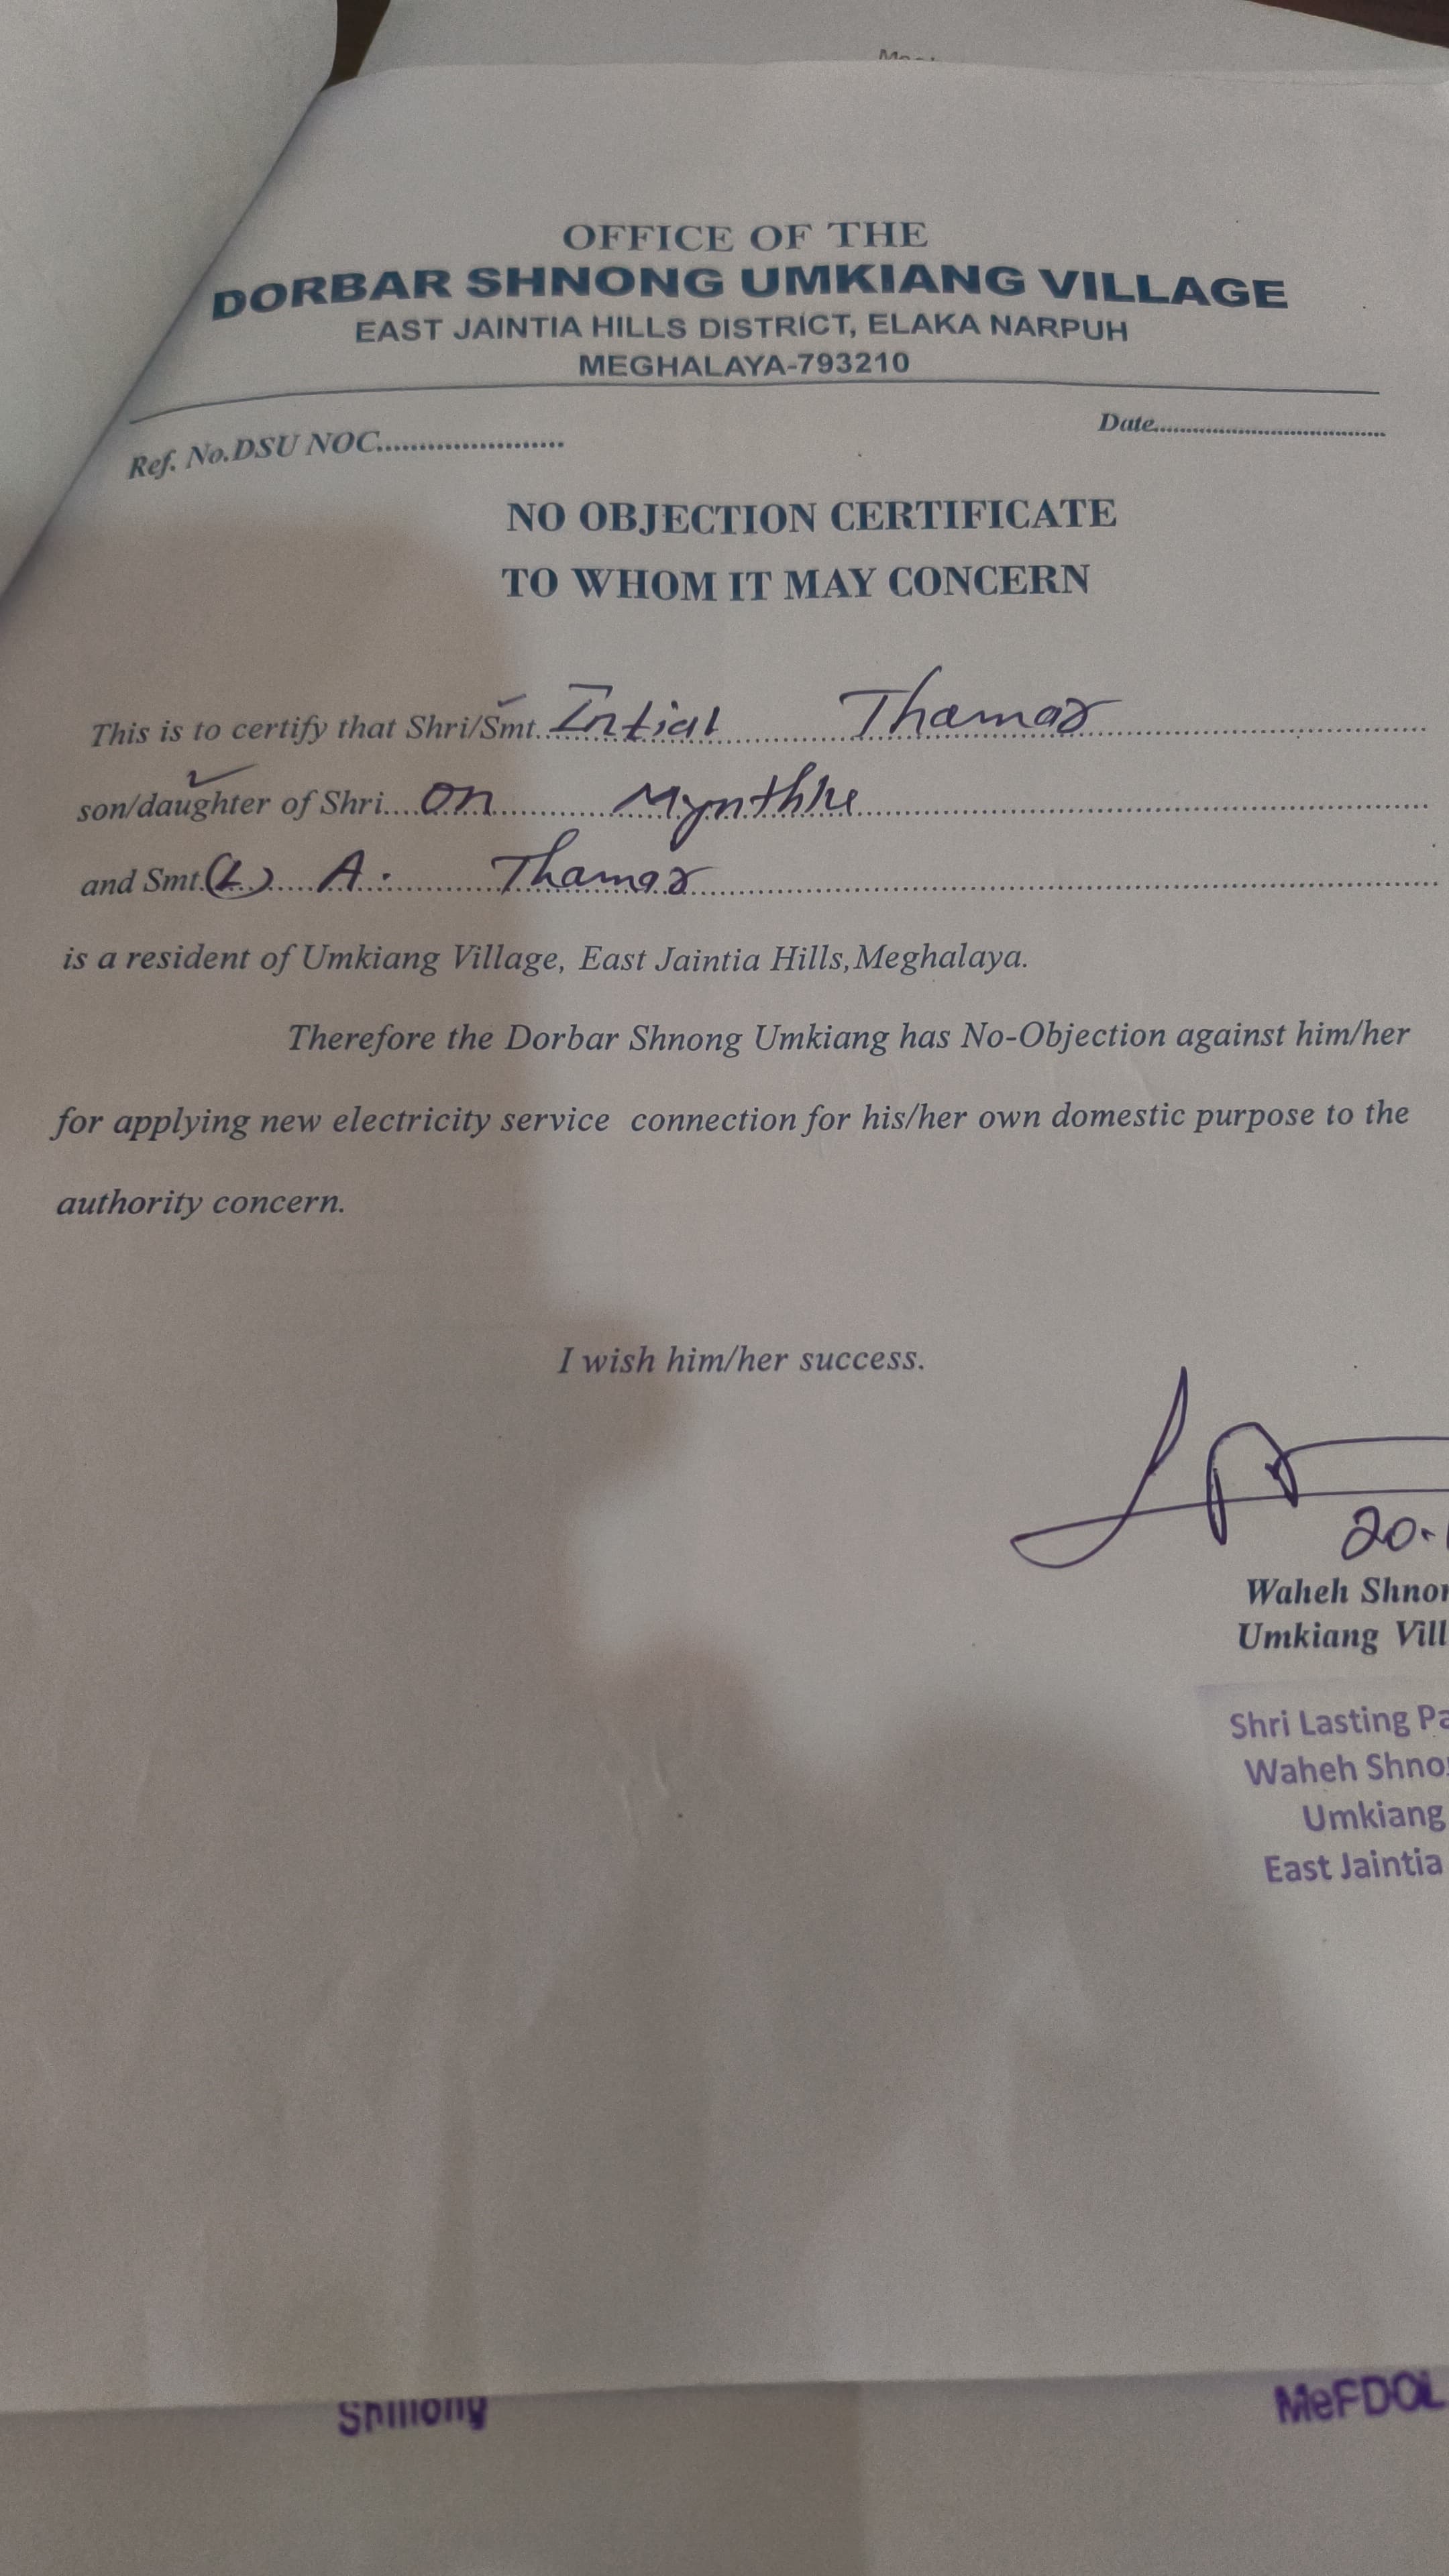 OFFICE OF THE
DORBAR SHNONG UMKIANG VILLAGE
EAST JAINTIA HILLS DISTRICT, ELAKA NARPUH
MEGHALAYA-793210
Ref. No.DSU NOC..................... Date.....................................
NO OBJECTION CERTIFICATE
TO WHOM IT MAY CONCERN
This is to certify that Shri/Smt. Intial Thamar
son/daughter of Shri.... on Mynthlu
and Smt. (L) A. Thamar
is a resident of Umkiang Village, East Jaintia Hills,Meghalaya.
Therefore the Dorbar Shnong Umkiang has No-Objection against him/her
for applying new electricity service connection for his/her own domestic purpose to the
authority concern.
I wish him/her success.
20.
Waheh Shnon
Umkiang Vill
Shri Lasting Pa
Waheh Shno
Umkiang
East Jaintia
Shillong
MeFDCL